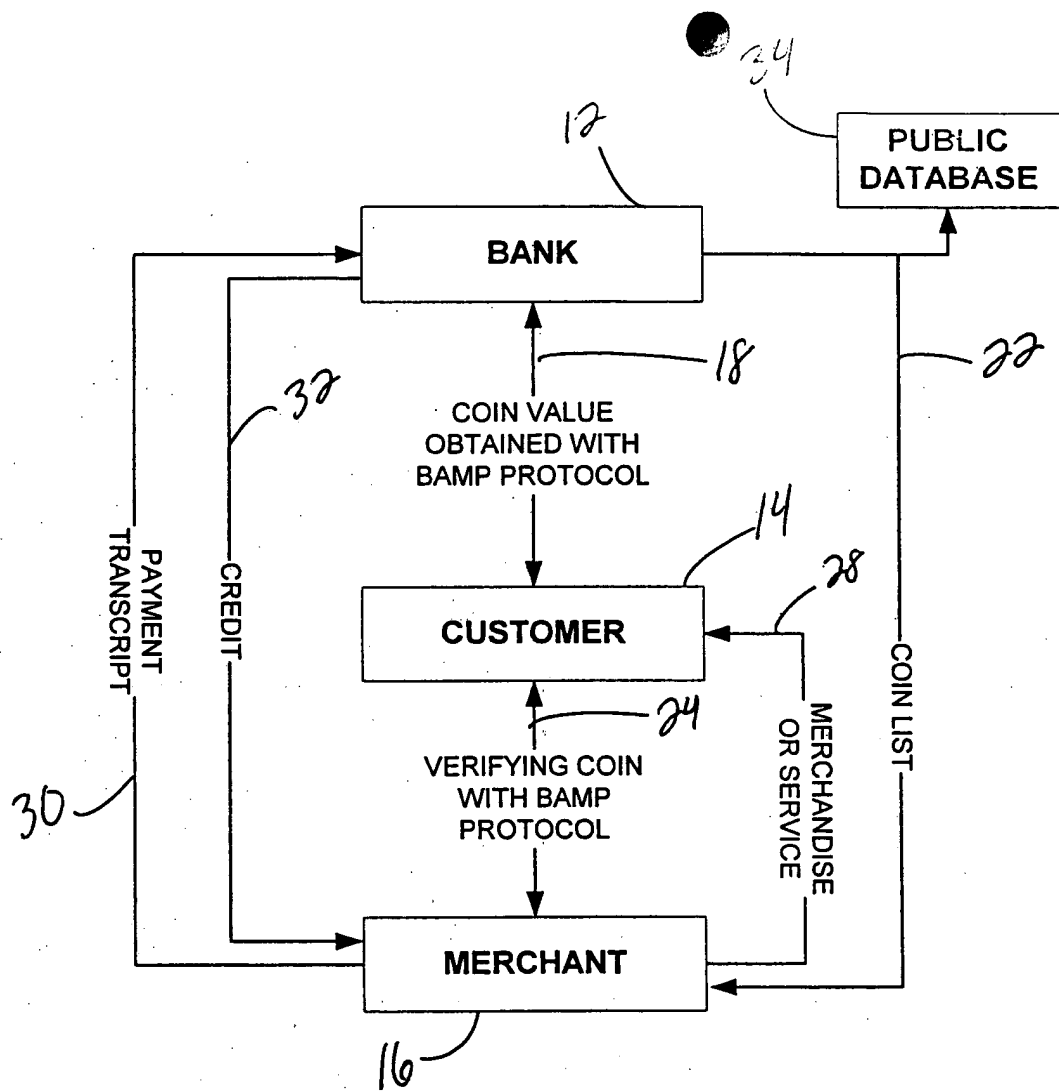 34
PUBLIC
DATABASE
12
BANK
18
22
32
COIN VALUE
OBTAINED WITH
BAMP PROTOCOL
14
28
PAYMENT
TRANSCRIPT
CREDIT
CUSTOMER
24
COIN LIST
MERCHANDISE
OR SERVICE
VERIFYING COIN
WITH BAMP
PROTOCOL
30
MERCHANT
16